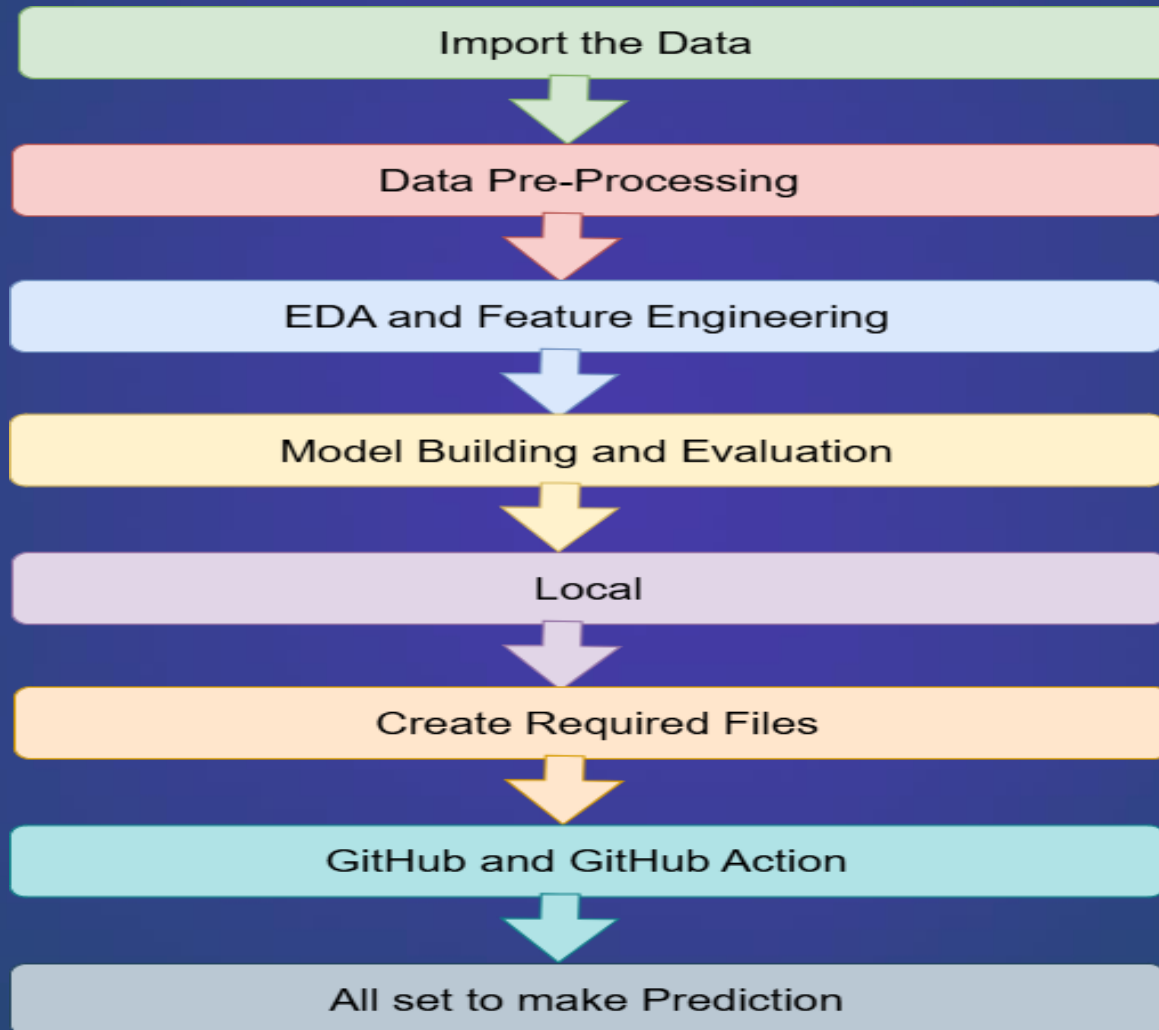 Import the Data
Data Pre-Processing
EDA and Feature Engineering
Model Building and Evaluation
Local
Create Required Files
GitHub and GitHub Action
All set to make Prediction